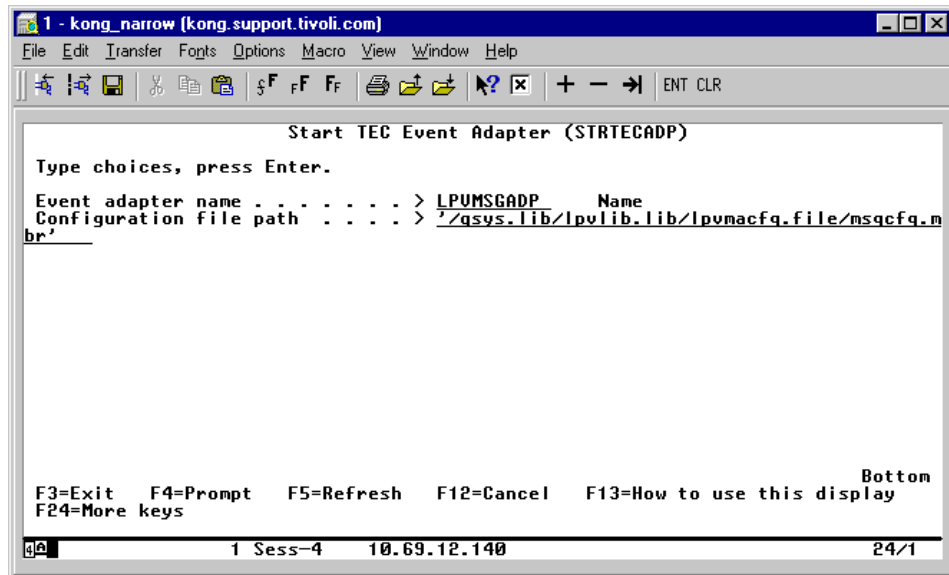 1 - kong_narrow (kong.support.tivoli.com)
File Edit Transfer Fonts Options Macro View Window Help
ENT CLR
Start TEC Event Adapter (STRTECADP)
Type choices, press Enter.
Event adapter name . . . . . . . > LPVMSGADP Name
Configuration file path . . . . > '/qsys.lib/lpvlib.lib/lpvmacfg.file/msgcfg.m
br'
Bottom
F3=Exit F4=Prompt F5=Refresh F12=Cancel F13=How to use this display
F24=More keys
1 Sess-4 10.69.12.140 24/1